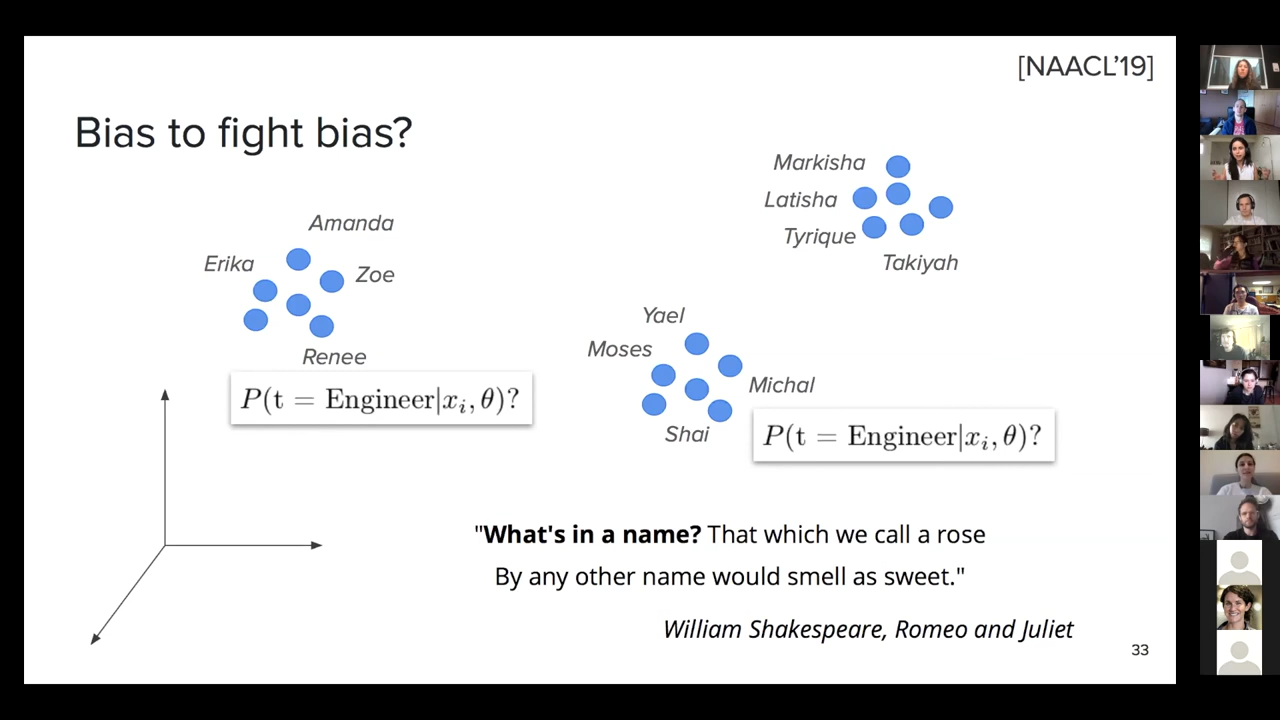 [NAACL'19]
Bias to fight bias?
Markisha
Latisha
Tyrique
Takiyah
Amanda
Erika
Zoe
Renee
P(t = Engineer|xᵢ, θ)?
Yael
Moses
Michal
Shai
P(t = Engineer|xᵢ, θ)?
"What's in a name? That which we call a rose
By any other name would smell as sweet."
William Shakespeare, Romeo and Juliet
33